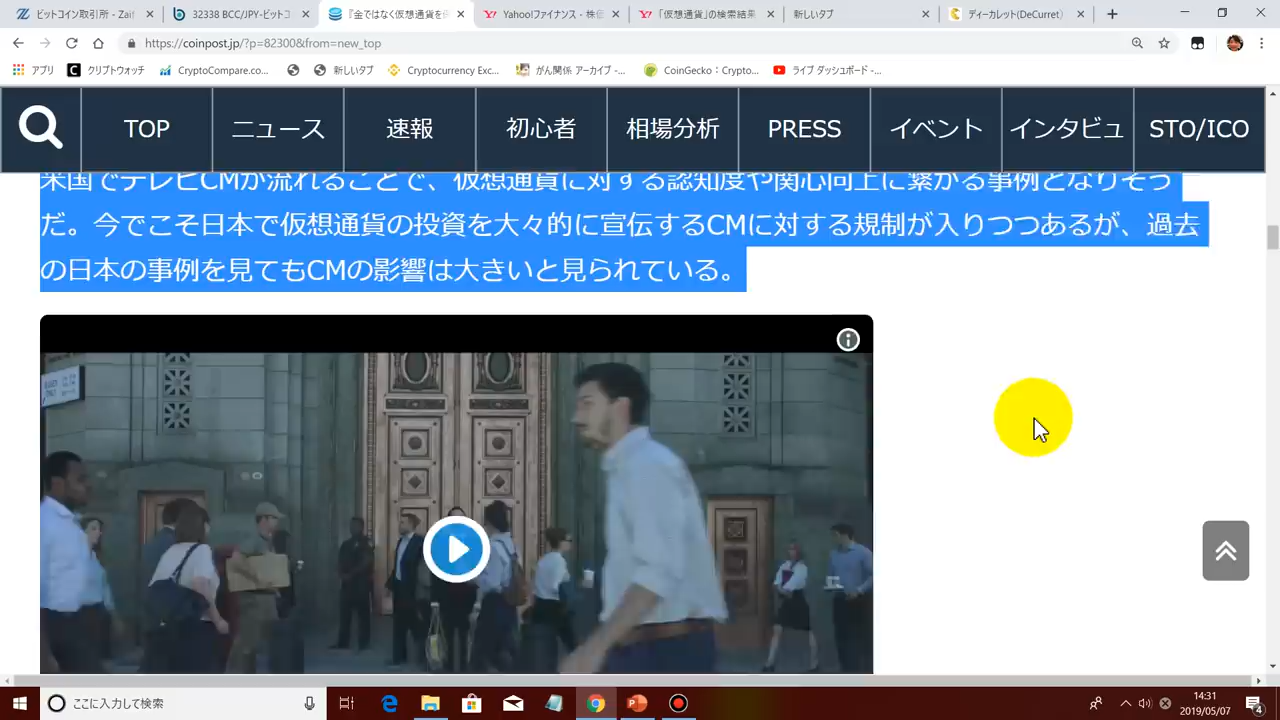 ビットコイン取引所 - Zaif
32338 BCC/JPY-ビットコ
『金ではなく仮想通貨を
Yahoo!ファイナンス - 株価
「仮想通貨」の検索結果
新しいタブ
ディーカレット(DeCurret)
https://coinpost.jp/?p=82300&from=new_top
アプリ
クリプトウォッチ
CryptoCompare.co...
新しいタブ
Cryptocurrency Exc...
がん関係 アーカイブ -...
CoinGecko：Crypto...
ライブ ダッシュボード -...
TOP
ニュース
速報
初心者
相場分析
PRESS
イベント
インタビュ
STO/ICO
米国でテレビCMが流れることで、仮想通貨に対する認知度や関心向上に繋がる事例となりそう
だ。今でこそ日本で仮想通貨の投資を大々的に宣伝するCMに対する規制が入りつつあるが、過去
の日本の事例を見てもCMの影響は大きいと見られている。
ここに入力して検索
14:31
2019/05/07
4